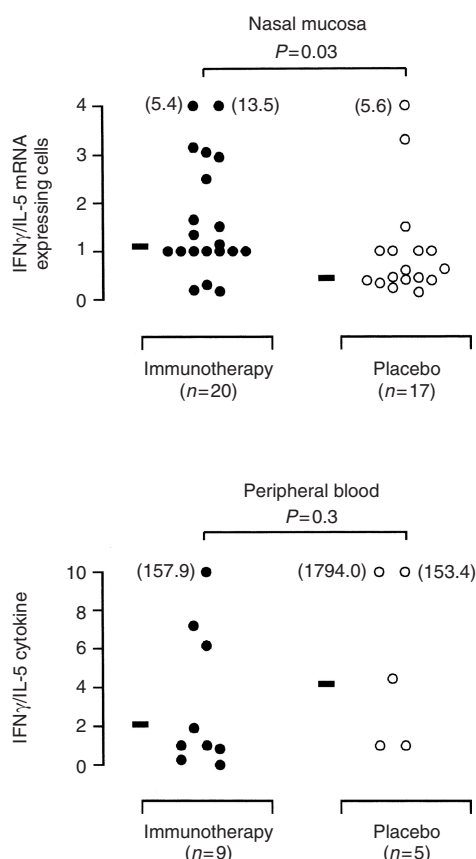 Nasal mucosa
P=0.03
IFNγ/IL-5 mRNA
expressing cells
4
3
2
1
0
(5.4)
(13.5)
(5.6)
Immunotherapy
(n=20)
Placebo
(n=17)
Peripheral blood
P=0.3
IFNγ/IL-5 cytokine
10
8
6
4
2
0
(157.9)
(1794.0)
(153.4)
Immunotherapy
(n=9)
Placebo
(n=5)